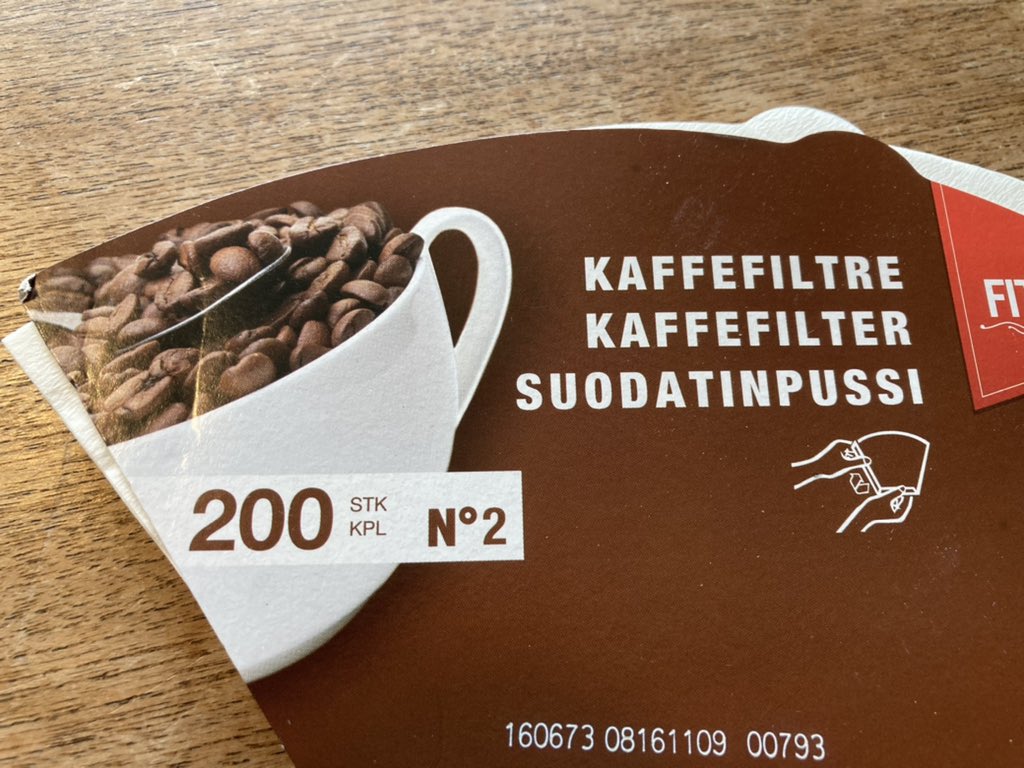 KAFFEFILTRE
KAFFEFILTER
SUODATINPUSSI
200 STK
KPL
N°2
160673 08161109 00793